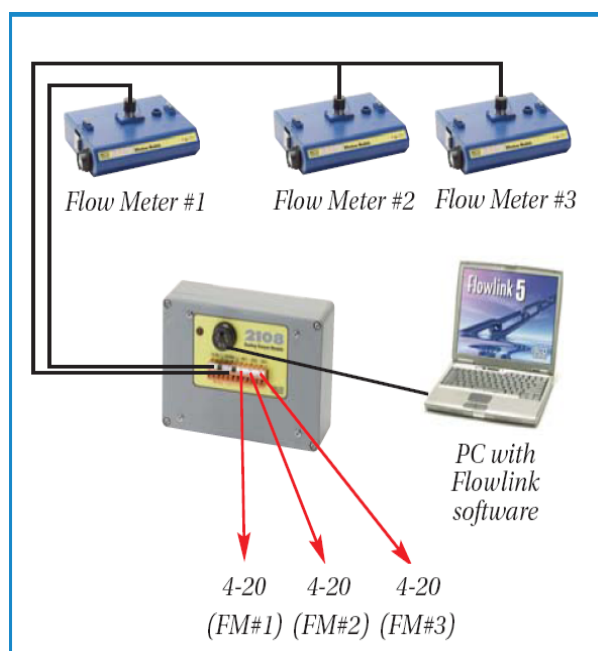 Flow Meter #1
Flow Meter #2
Flow Meter #3
2108
Flowlink 5
PC with
Flowlink
software
4-20
(FM#1)
4-20
(FM#2)
4-20
(FM#3)